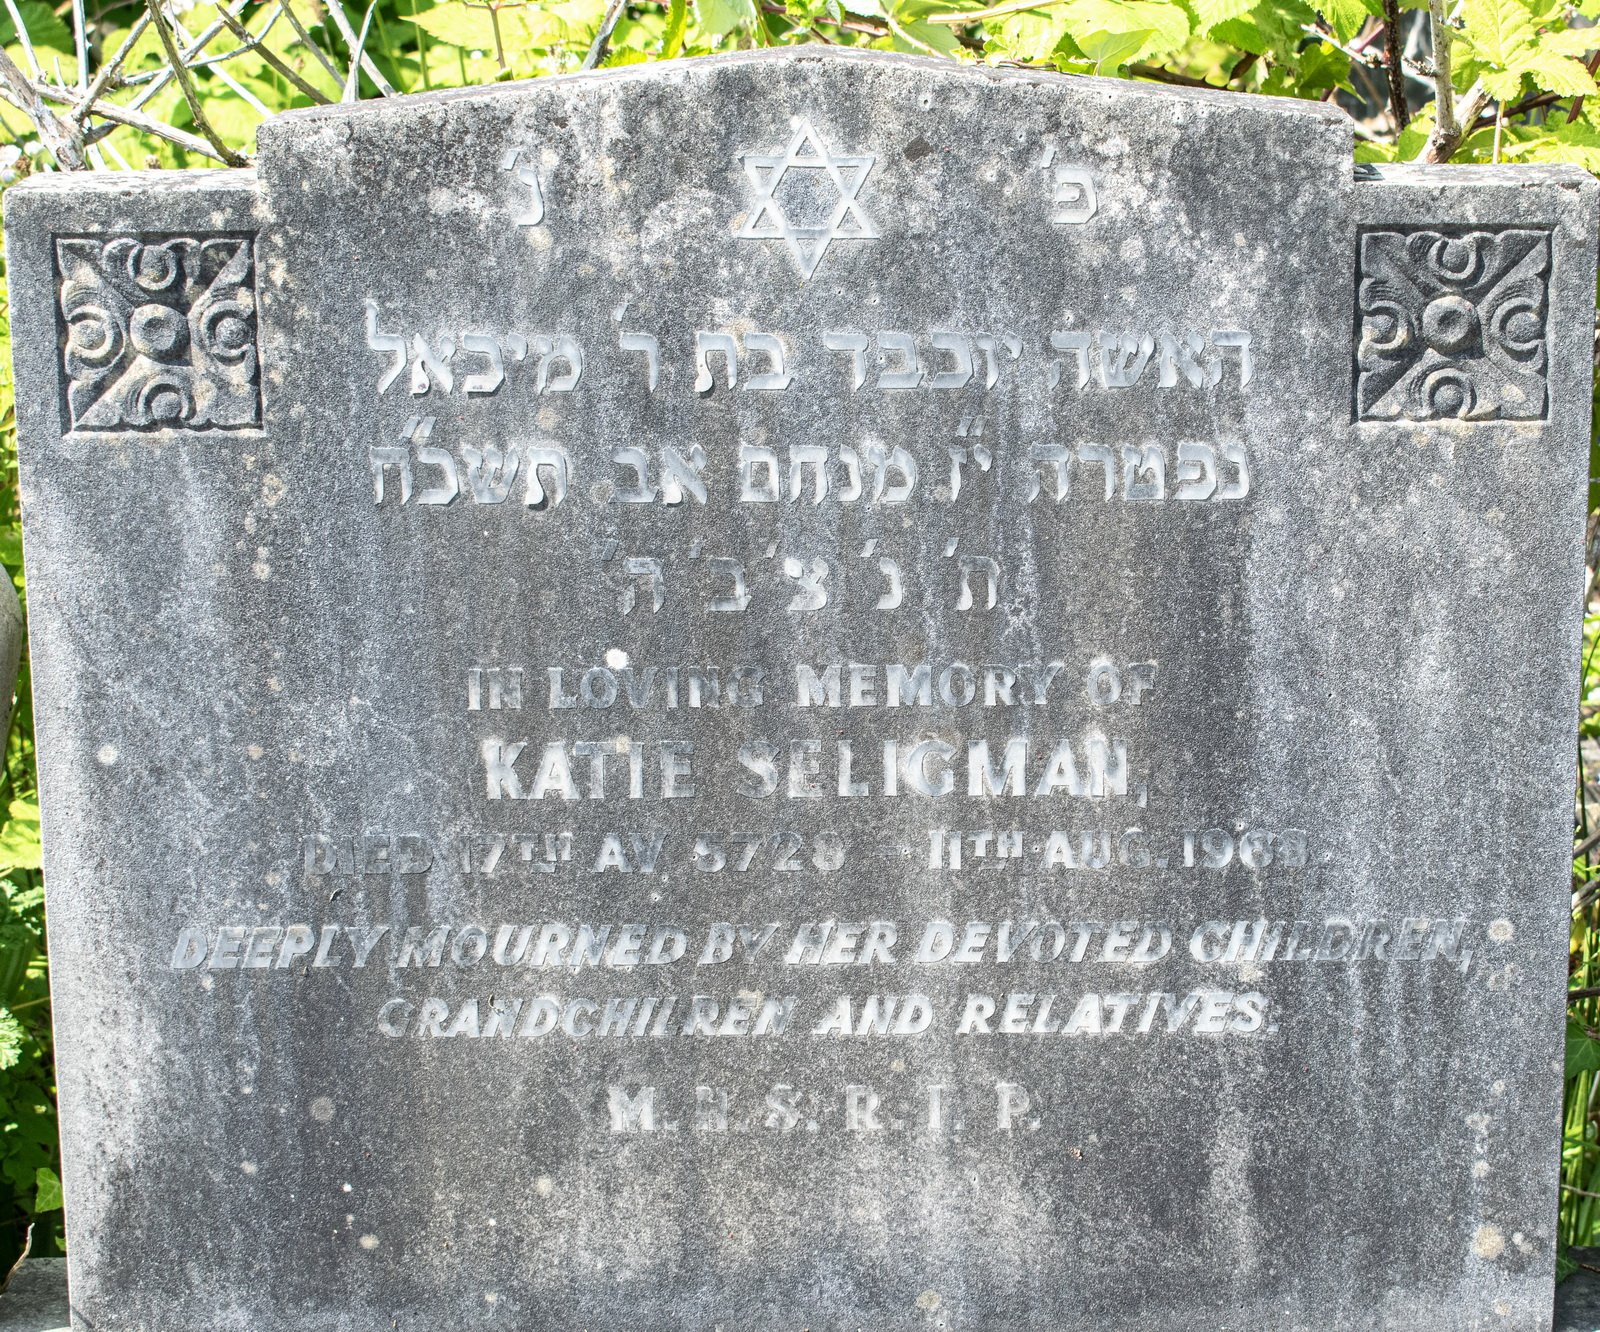 פ' נ'
האשה יוכבד בת ר' מיכאל
נפטרה י"ז מנחם אב תשכ"ח
ת' נ' צ' ב' ה'
IN LOVING MEMORY OF
KATIE SELIGMAN,
DIED 17TH AV 5728 - 11TH AUG. 1968.
DEEPLY MOURNED BY HER DEVOTED CHILDREN,
GRANDCHILDREN AND RELATIVES.
M. H. S. R. I. P.